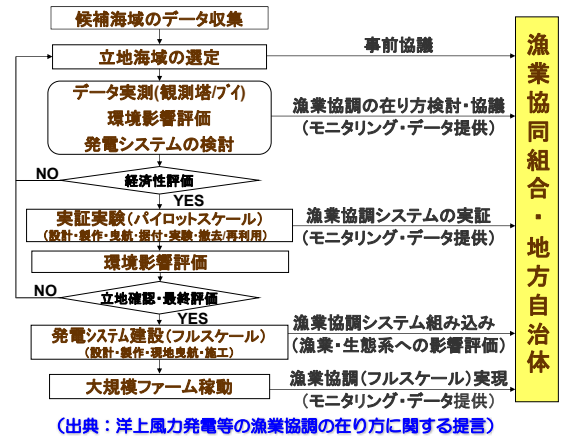 候補海域のデータ収集
立地海域の選定
事前協議
データ実測(観測塔/ブイ)
環境影響評価
発電システムの検討
漁業協調の在り方検討・協議
(モニタリング・データ提供)
NO
経済性評価
YES
実証実験(パイロットスケール)
(設計・製作・曳航・据付・実験・撤去/再利用)
漁業協調システムの実証
(モニタリング・データ提供)
環境影響評価
NO
立地確認・最終評価
YES
発電システム建設(フルスケール)
(設計・製作・現地曳航・施工)
漁業協調システム組み込み
(漁業・生態系への影響評価)
大規模ファーム稼動
漁業協調(フルスケール)実現
(モニタリング・データ提供)
漁業協同組合・地方自治体
(出典:洋上風力発電等の漁業協調の在り方に関する提言)